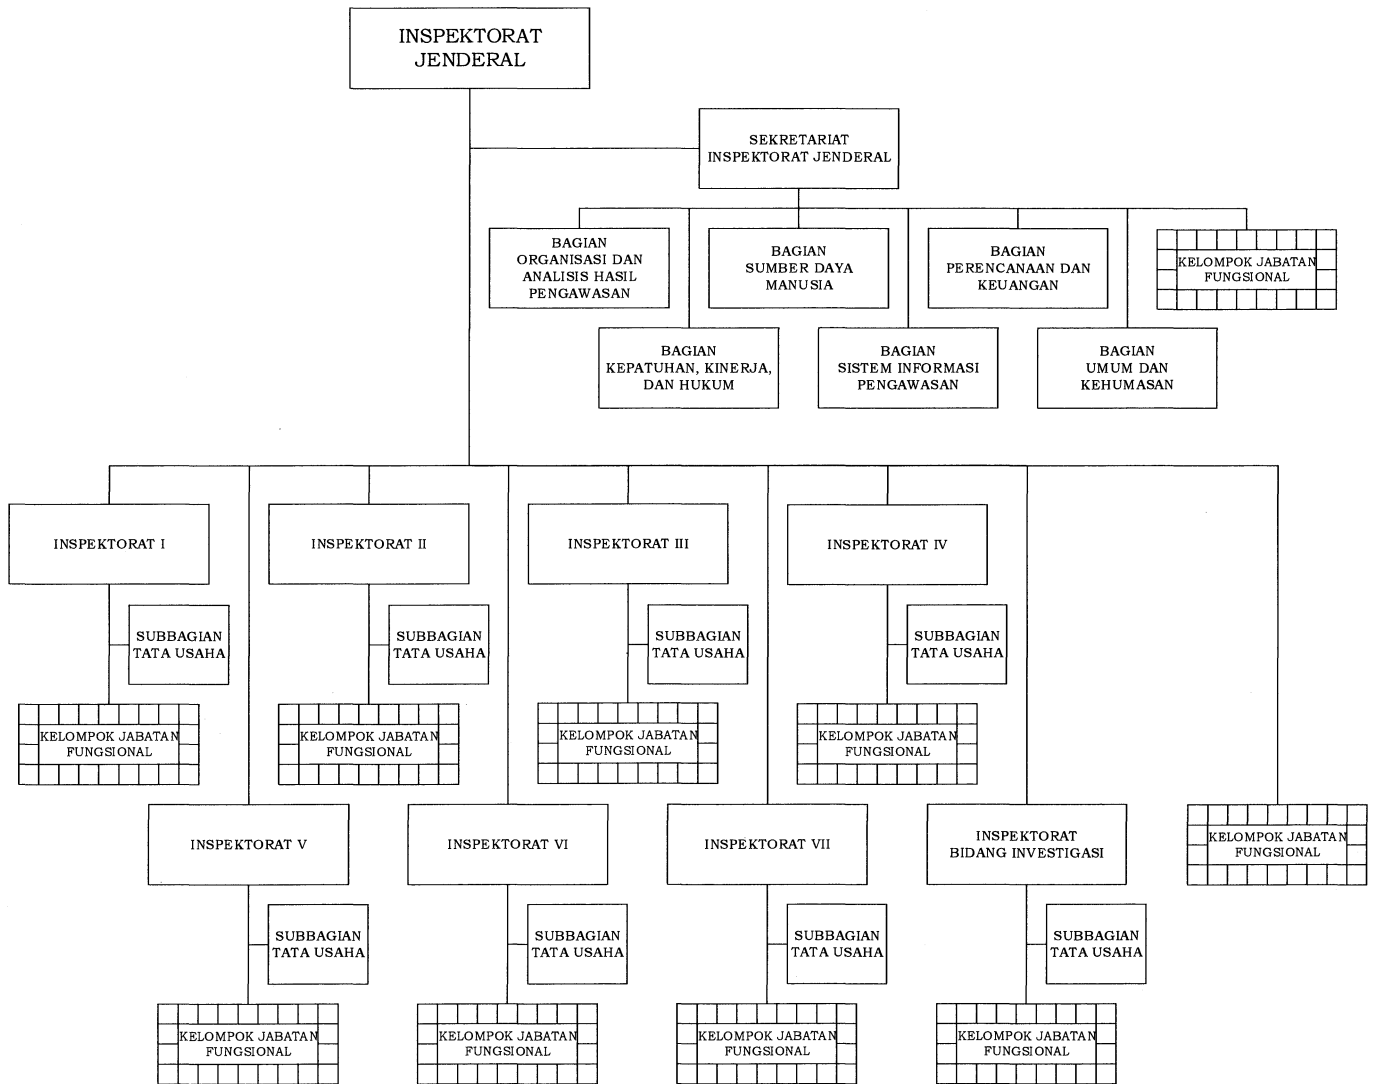 INSPEKTORAT
JENDERAL
SEKRETARIAT
INSPEKTORAT JENDERAL
BAGIAN
ORGANISASI DAN
ANALISIS HASIL
PENGAWASAN
BAGIAN
SUMBER DAYA
MANUSIA
BAGIAN
PERENCANAAN DAN
KEUANGAN
KELOMPOK JABATAN
FUNGSIONAL
BAGIAN
KEPATUHAN, KINERJA,
DAN HUKUM
BAGIAN
SISTEM INFORMASI
PENGAWASAN
BAGIAN
UMUM DAN
KEHUMASAN
INSPEKTORAT I
INSPEKTORAT II
INSPEKTORAT III
INSPEKTORAT IV
SUBBAGIAN
TATA USAHA
SUBBAGIAN
TATA USAHA
SUBBAGIAN
TATA USAHA
SUBBAGIAN
TATA USAHA
KELOMPOK JABATAN
FUNGSIONAL
KELOMPOK JABATAN
FUNGSIONAL
KELOMPOK JABATAN
FUNGSIONAL
KELOMPOK JABATAN
FUNGSIONAL
INSPEKTORAT V
INSPEKTORAT VI
INSPEKTORAT VII
INSPEKTORAT
BIDANG INVESTIGASI
KELOMPOK JABATAN
FUNGSIONAL
SUBBAGIAN
TATA USAHA
SUBBAGIAN
TATA USAHA
SUBBAGIAN
TATA USAHA
SUBBAGIAN
TATA USAHA
KELOMPOK JABATAN
FUNGSIONAL
KELOMPOK JABATAN
FUNGSIONAL
KELOMPOK JABATAN
FUNGSIONAL
KELOMPOK JABATAN
FUNGSIONAL